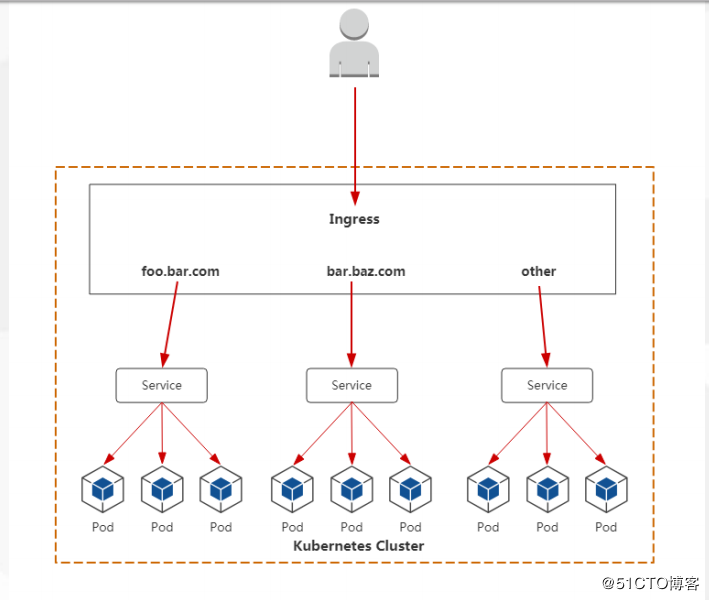 Ingress
foo.bar.com bar.baz.com other
Service Service Service
Pod Pod Pod Pod Pod Pod Pod Pod Pod
Kubernetes Cluster
@51CTO博客